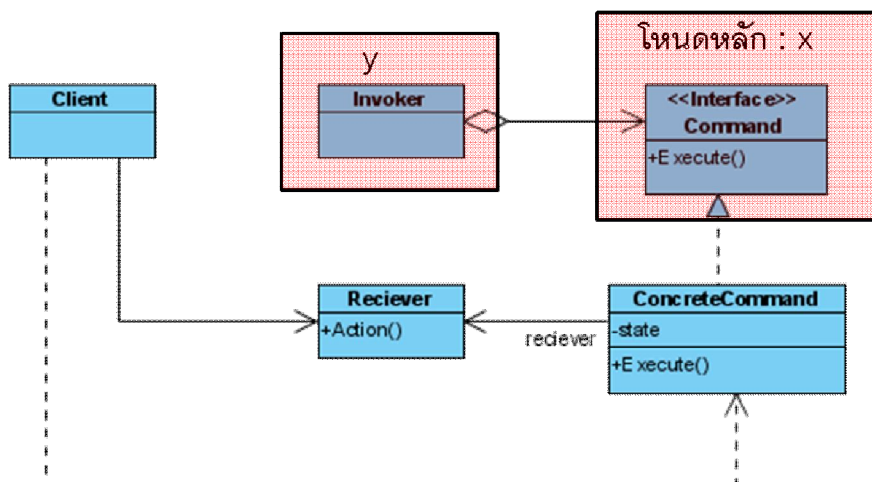 y
โหนดหลัก : x
Client
Invoker
<<Interface>>
Command
+Execute()
Reciever
+Action()
reciever
ConcreteCommand
-state
+Execute()